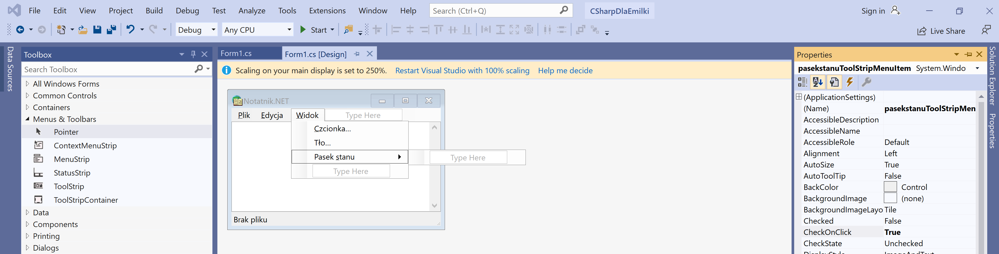 File Edit View Project Build Debug Test Analyze Tools Extensions Window Help Search (Ctrl+Q) CSharpDlaEmilki Sign in
Debug Any CPU Start Live Share
Data Sources
Toolbox
Search Toolbox
All Windows Forms
Common Controls
Containers
Menus & Toolbars
Pointer
ContextMenuStrip
MenuStrip
StatusStrip
ToolStrip
ToolStripContainer
Data
Components
Printing
Dialogs
Form1.cs Form1.cs [Design]
Scaling on your main display is set to 250%. Restart Visual Studio with 100% scaling Help me decide
Notatnik.NET
Plik Edycja Widok Type Here
Czcionka...
Tło...
Pasek stanu Type Here
Type Here
Brak pliku
Properties
pasekstanuToolStripMenuItem System.Windo
(ApplicationSettings)
(Name) pasekstanuToolStripMen
AccessibleDescription
AccessibleName
AccessibleRole Default
Alignment Left
AutoSize True
AutoToolTip False
BackColor Control
BackgroundImage (none)
BackgroundImageLayo Tile
Checked False
CheckOnClick True
CheckState Unchecked
DisplayStyle ImageAndText
Solution Explorer
Properties